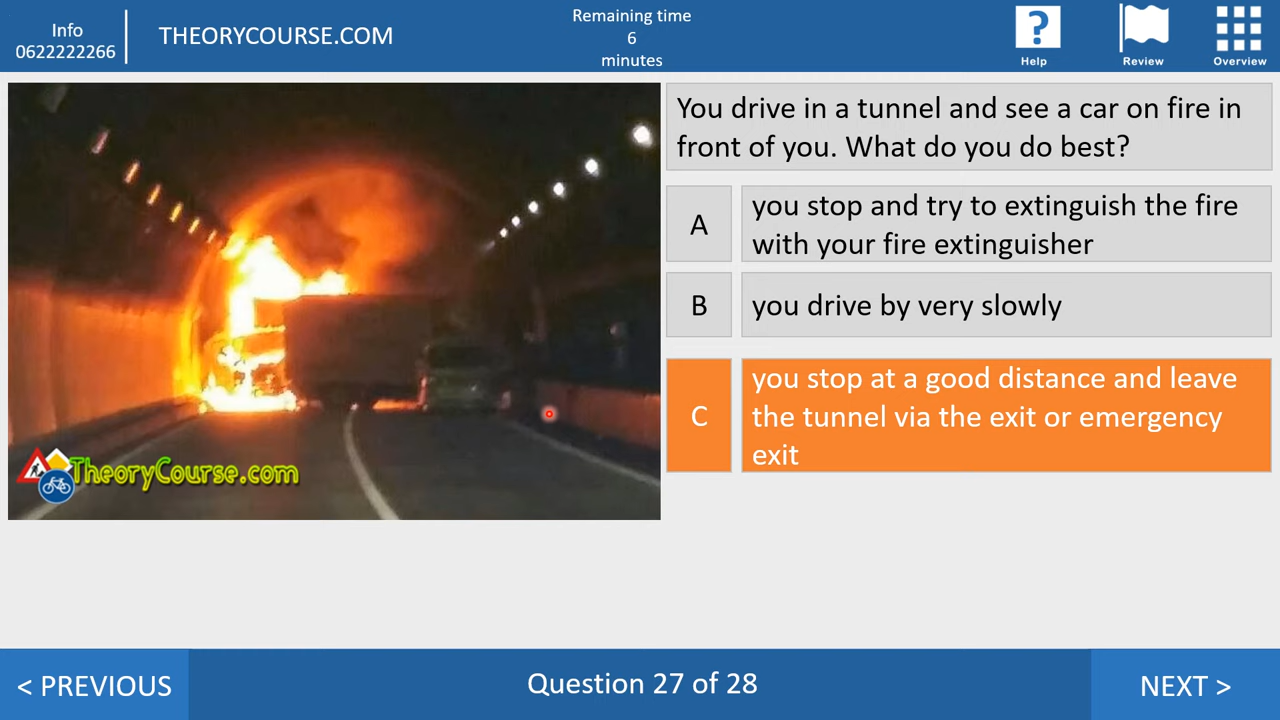 Info
0622222266
THEORYCOURSE.COM
Remaining time
6
minutes
?
Help
Review
Overview
You drive in a tunnel and see a car on fire in
front of you. What do you do best?
A
you stop and try to extinguish the fire
with your fire extinguisher
B
you drive by very slowly
C
you stop at a good distance and leave
the tunnel via the exit or emergency
exit
TheoryCourse.com
< PREVIOUS
Question 27 of 28
NEXT >